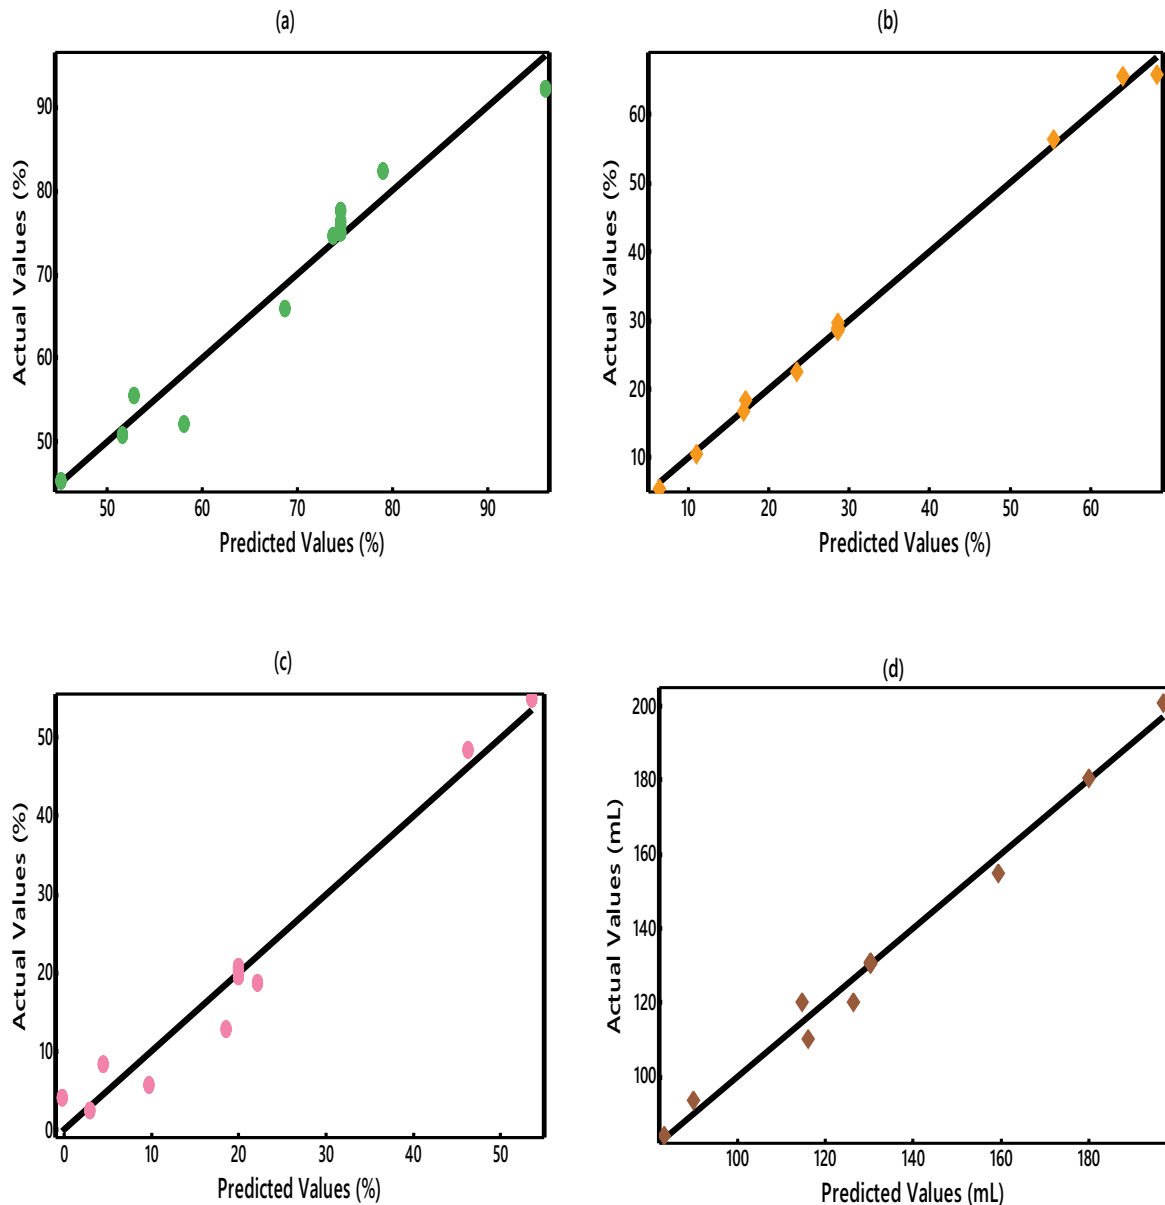 (a)
Actual Values (%)
90
80
70
60
50
50 60 70 80 90
Predicted Values (%)
(b)
Actual Values (%)
60
50
40
30
20
10
10 20 30 40 50 60
Predicted Values (%)
(c)
Actual Values (%)
50
40
30
20
10
0
0 10 20 30 40 50
Predicted Values (%)
(d)
Actual Values (mL)
200
180
160
140
120
100
100 120 140 160 180
Predicted Values (mL)